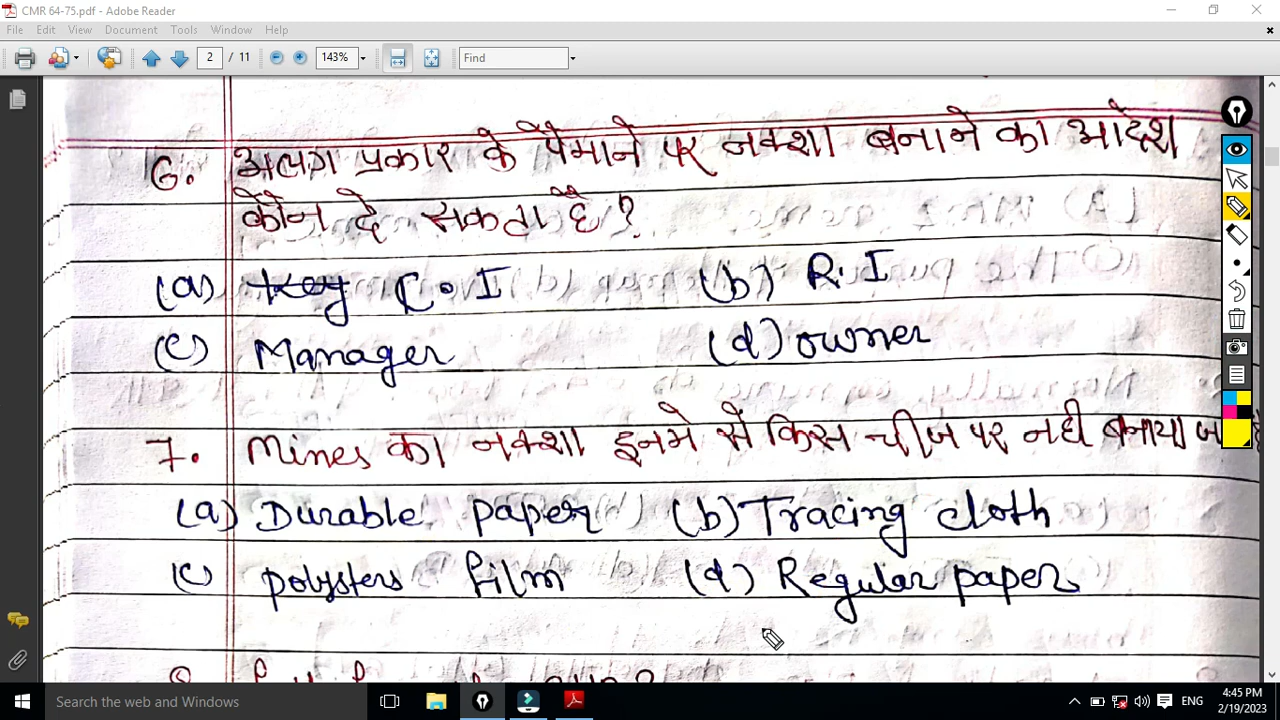 CMR 64-75.pdf - Adobe Reader
File Edit View Document Tools Window Help
2 / 11 143% Find
6. अलग प्रकार के पैमाने पर नक्शा बनाने का आदेश
कौन दे सकता है?
(a) C.I (b) R.I
(c) Manager (d) owner
7. Mines का नक्शा इनमे से किस चीज पर नही बनाया
(a) Durable paper (b) Tracing cloth
(c) polysters film (d) Regular paper
Search the web and Windows
ENG
4:45 PM
2/19/2023